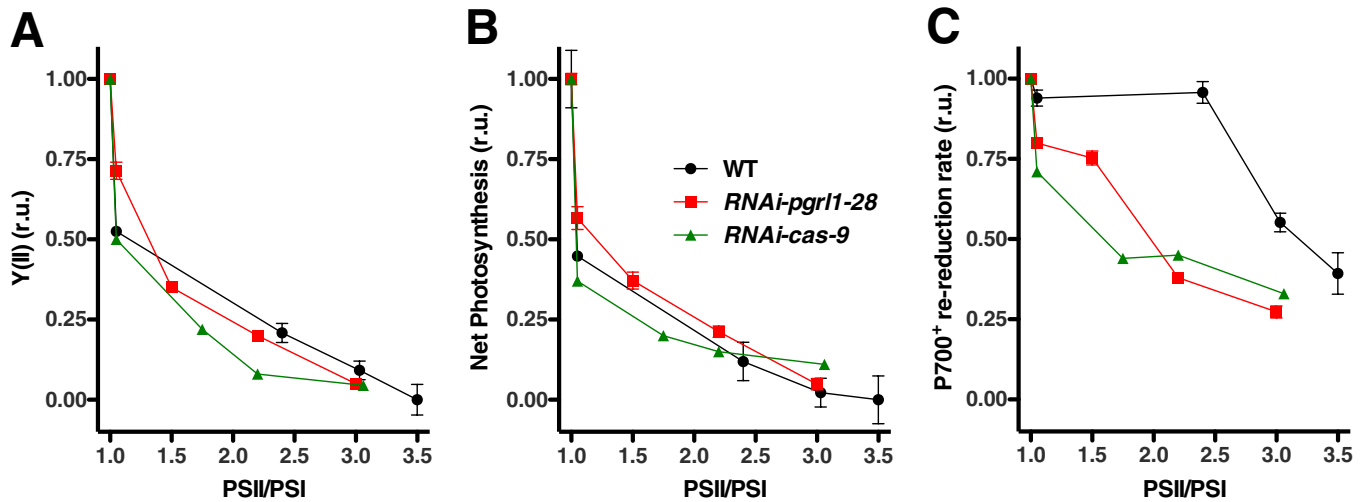 A
Y(II) (r.u.)
1.00
0.75
0.50
0.25
0.00
1.0 1.5 2.0 2.5 3.0 3.5
PSII/PSI
B
Net Photosynthesis (r.u.)
1.00
0.75
0.50
0.25
0.00
WT
RNAi-pgrl1-28
RNAi-cas-9
1.0 1.5 2.0 2.5 3.0 3.5
PSII/PSI
C
P700⁺ re-reduction rate (r.u.)
1.00
0.75
0.50
0.25
0.00
1.0 1.5 2.0 2.5 3.0 3.5
PSII/PSI